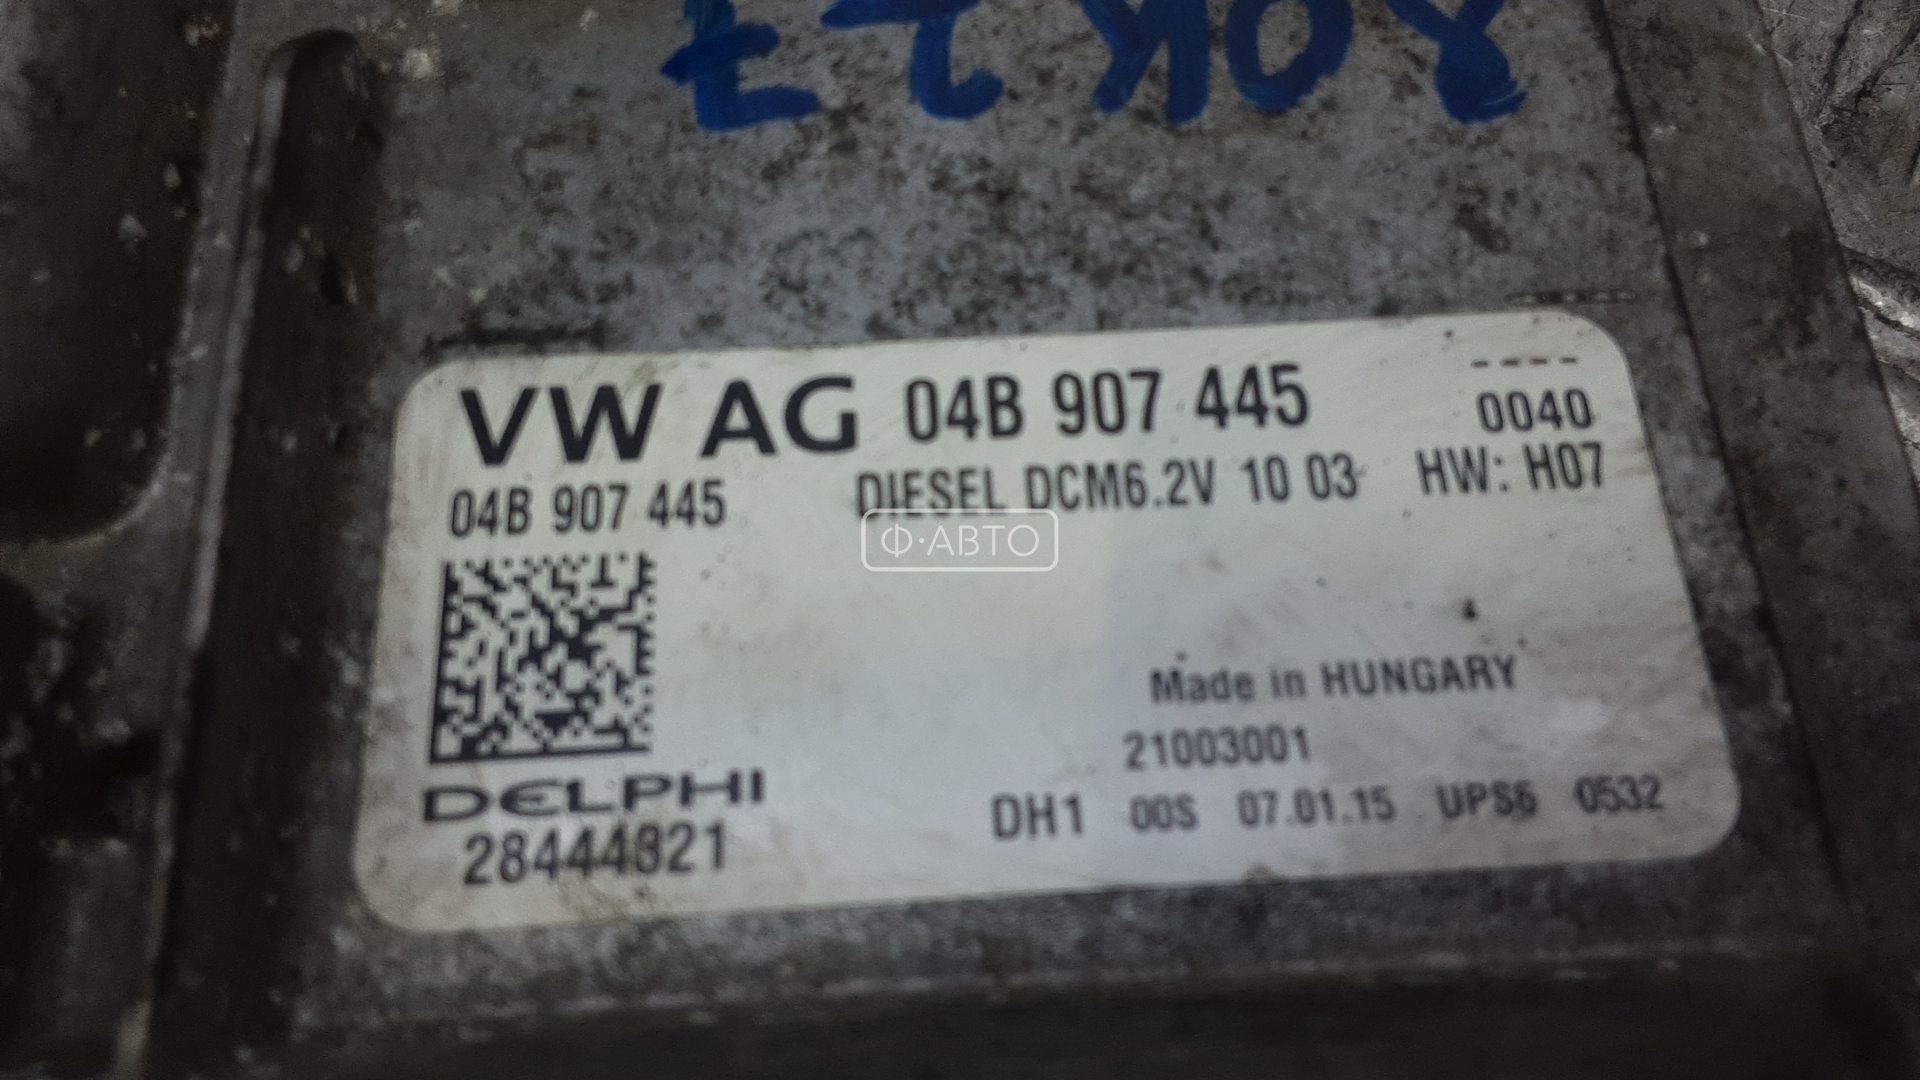 VW AG 04B 907 445
----
0040
04B 907 445 DIESEL DCM6.2V 10 03 HW: H07
Ф·АВТО
Made in HUNGARY
21003001
DELPHI
28444821
DH1 00S 07.01.15 UPS6 0532